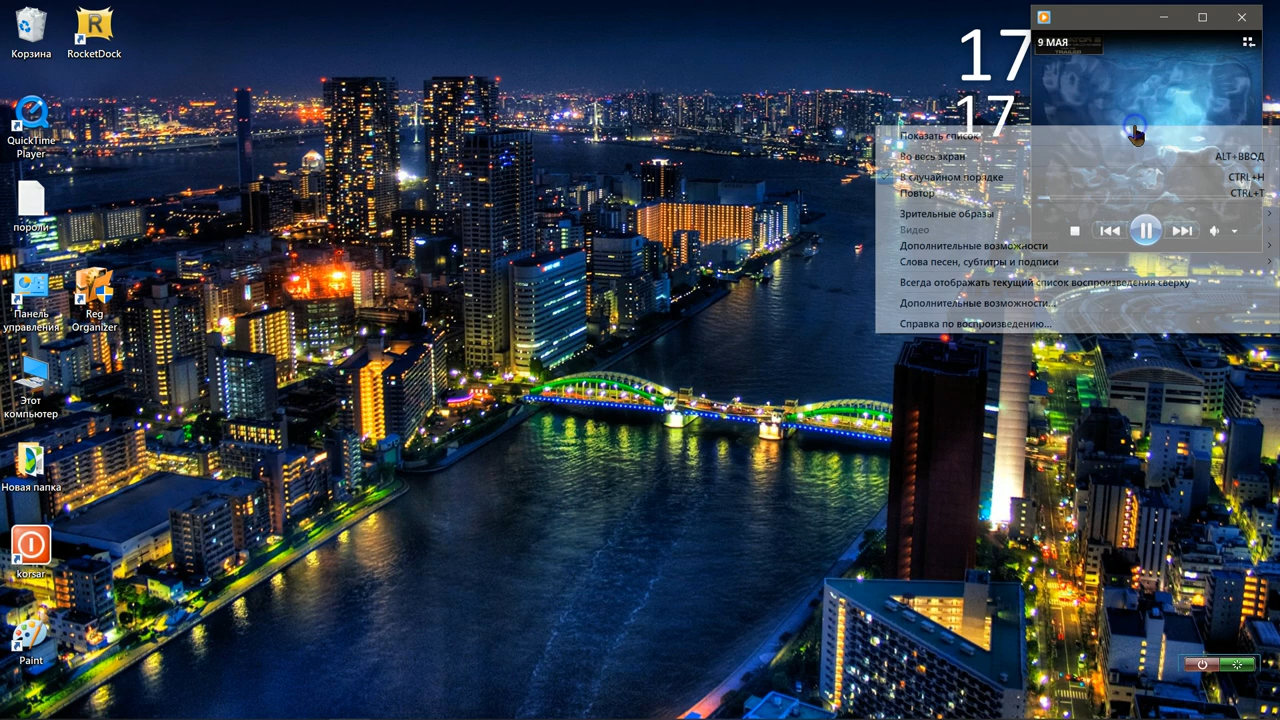 Корзина
RocketDock
QuickTime
Player
пороли
Панель
управления
Reg
Organizer
Этот
компьютер
Новая папка
korsar
Paint
17
17
9 МАЯ
TRAILER
Показать список
Во весь экран ALT+ВВОД
В случайном порядке CTRL+H
Повтор CTRL+T
Зрительные образы
Видео
Дополнительные возможности
Слова песен, субтитры и подписи
Всегда отображать текущий список воспроизведения сверху
Дополнительные возможности...
Справка по воспроизведению...